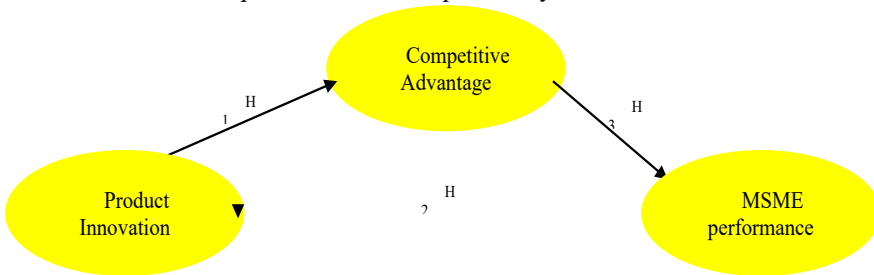 Competitive
Advantage
H
1
H
3
Product
Innovation
H
2
MSME
performance